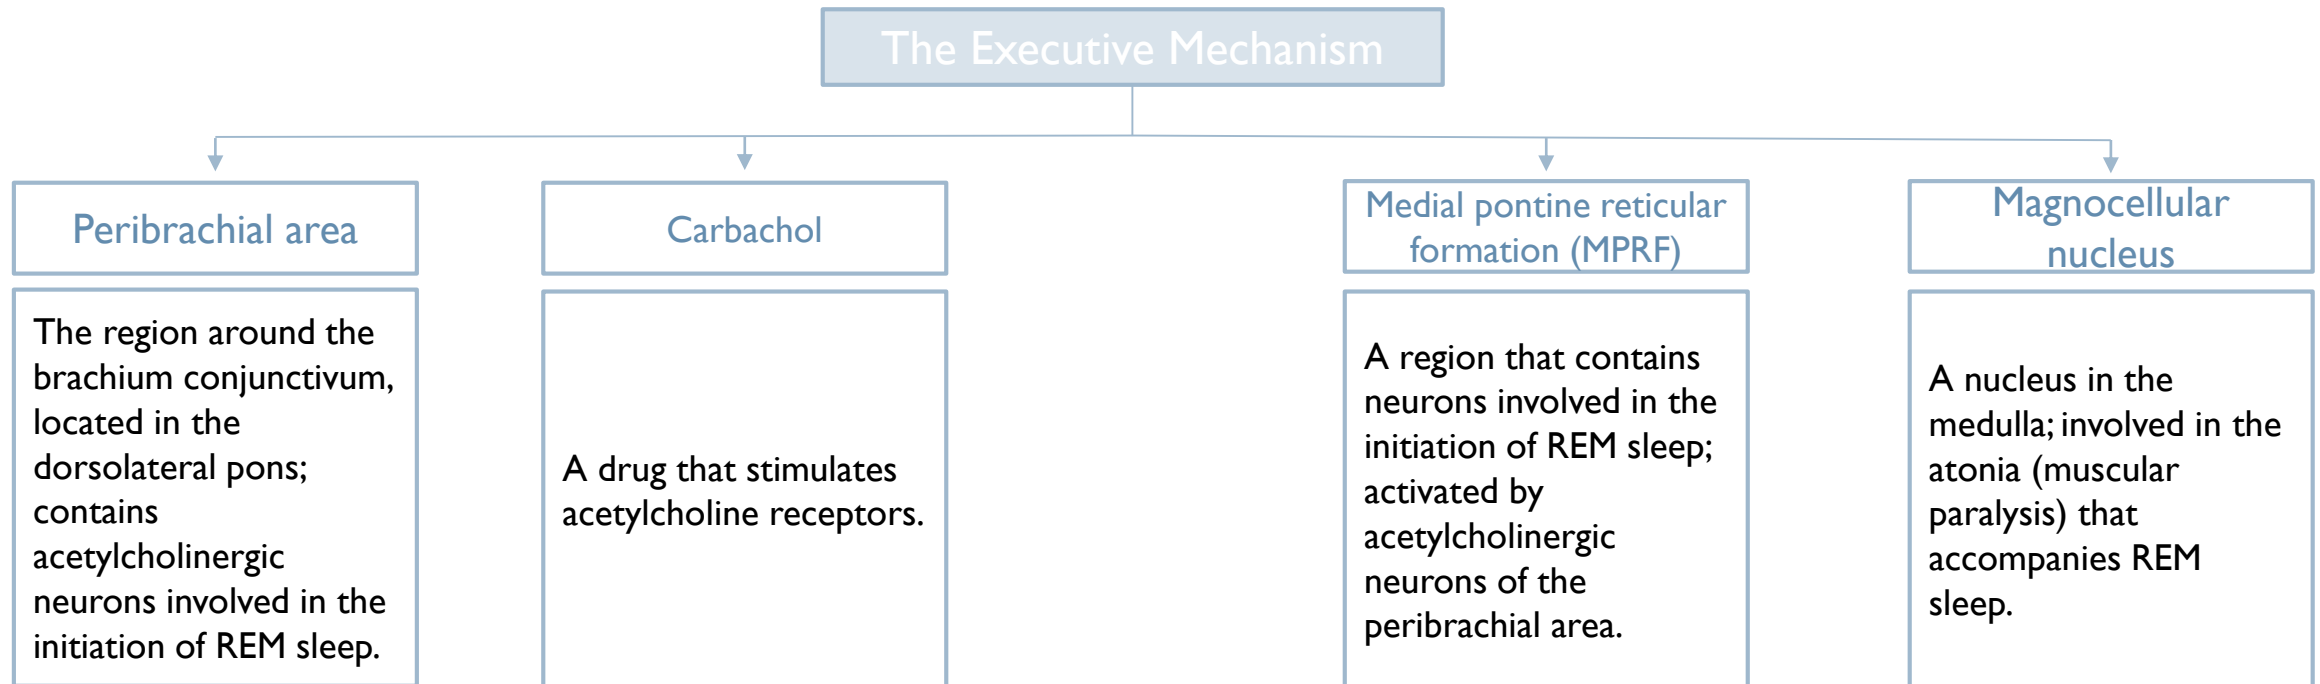 The Executive Mechanism
Peribrachial area
The region around the
brachium conjunctivum,
located in the
dorsolateral pons;
contains
acetylcholinergic
neurons involved in the
initiation of REM sleep.
Carbachol
A drug that stimulates
acetylcholine receptors.
Medial pontine reticular
formation (MPRF)
A region that contains
neurons involved in the
initiation of REM sleep;
activated by
acetylcholinergic
neurons of the
peribrachial area.
Magnocellular
nucleus
A nucleus in the
medulla; involved in the
atonia (muscular
paralysis) that
accompanies REM
sleep.